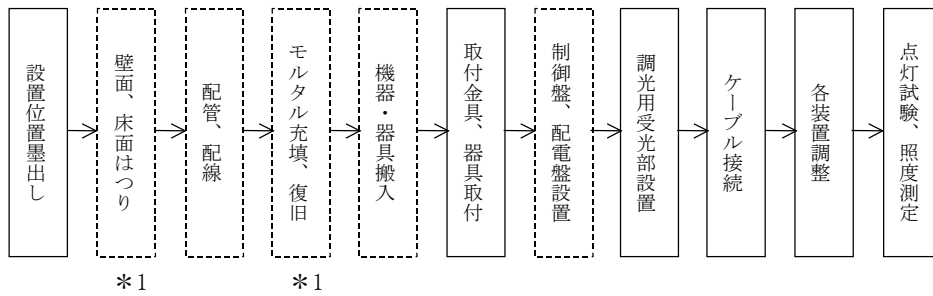 設置位置墨出し
壁面、床面はつり
配管、配線
モルタル充填、復旧
機器・器具搬入
取付金具、器具取付
制御盤、配電盤設置
調光用受光部設置
ケーブル接続
各装置調整
点灯試験、照度測定
＊1
＊1